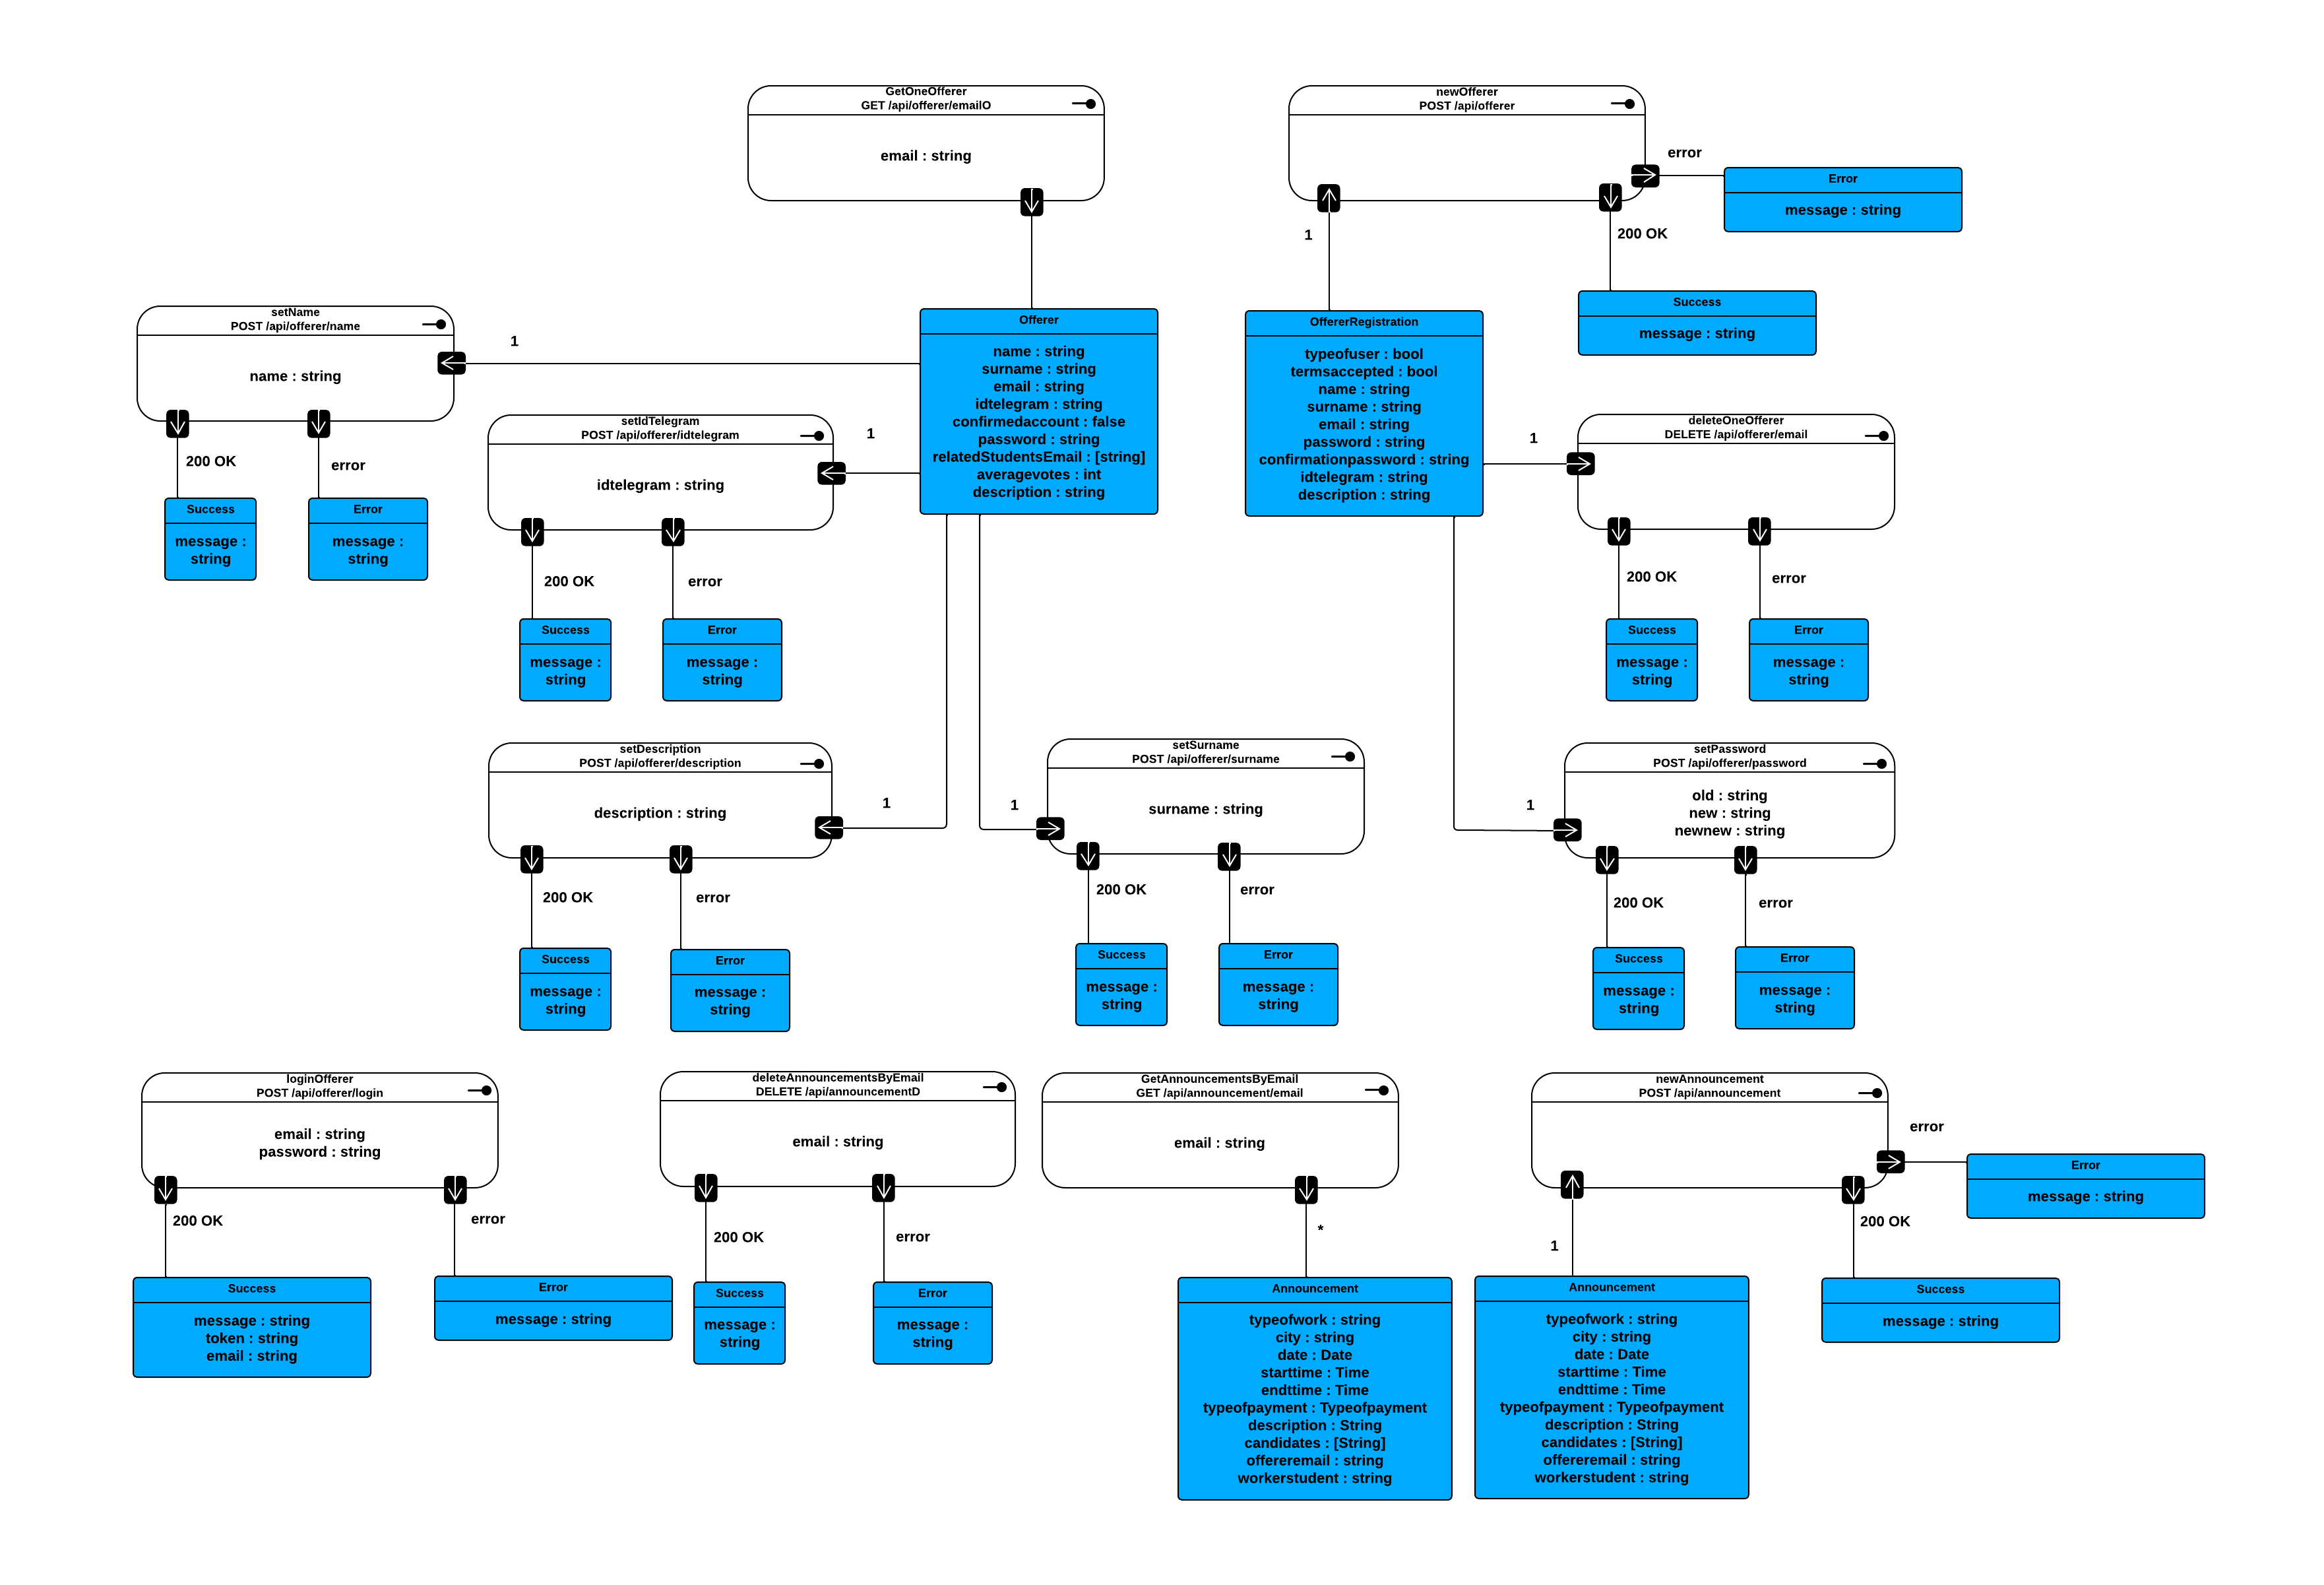 GetOneOfferer
GET /api/offerer/emailO
email : string
newOfferer
POST /api/offerer
error
Error
message : string
1
200 OK
Success
message : string
setName
POST /api/offerer/name
name : string
1
200 OK
error
Success
message :
string
Error
message :
string
Offerer
name : string
surname : string
email : string
idtelegram : string
confirmedaccount : false
password : string
relatedStudentsEmail : [string]
averagevotes : int
description : string
OffererRegistration
typeofuser : bool
termsaccepted : bool
name : string
surname : string
email : string
password : string
confirmationpassword : string
idtelegram : string
description : string
setIdTelegram
POST /api/offerer/idtelegram
idtelegram : string
1
200 OK
error
Success
message :
string
Error
message :
string
deleteOneOfferer
DELETE /api/offerer/email
1
200 OK
error
Success
message :
string
Error
message :
string
setDescription
POST /api/offerer/description
description : string
1
200 OK
error
Success
message :
string
Error
message :
string
setSurname
POST /api/offerer/surname
surname : string
1
200 OK
error
Success
message :
string
Error
message :
string
setPassword
POST /api/offerer/password
old : string
new : string
newnew : string
1
200 OK
error
Success
message :
string
Error
message :
string
loginOfferer
POST /api/offerer/login
email : string
password : string
200 OK
error
Success
message : string
token : string
email : string
Error
message : string
deleteAnnouncementsByEmail
DELETE /api/announcementD
email : string
200 OK
error
Success
message :
string
Error
message :
string
GetAnnouncementsByEmail
GET /api/announcement/email
email : string
*
Announcement
typeofwork : string
city : string
date : Date
starttime : Time
endttime : Time
typeofpayment : Typeofpayment
description : String
candidates : [String]
offereremail : string
workerstudent : string
newAnnouncement
POST /api/announcement
error
Error
message : string
1
200 OK
Announcement
typeofwork : string
city : string
date : Date
starttime : Time
endttime : Time
typeofpayment : Typeofpayment
description : String
candidates : [String]
offereremail : string
workerstudent : string
Success
message : string